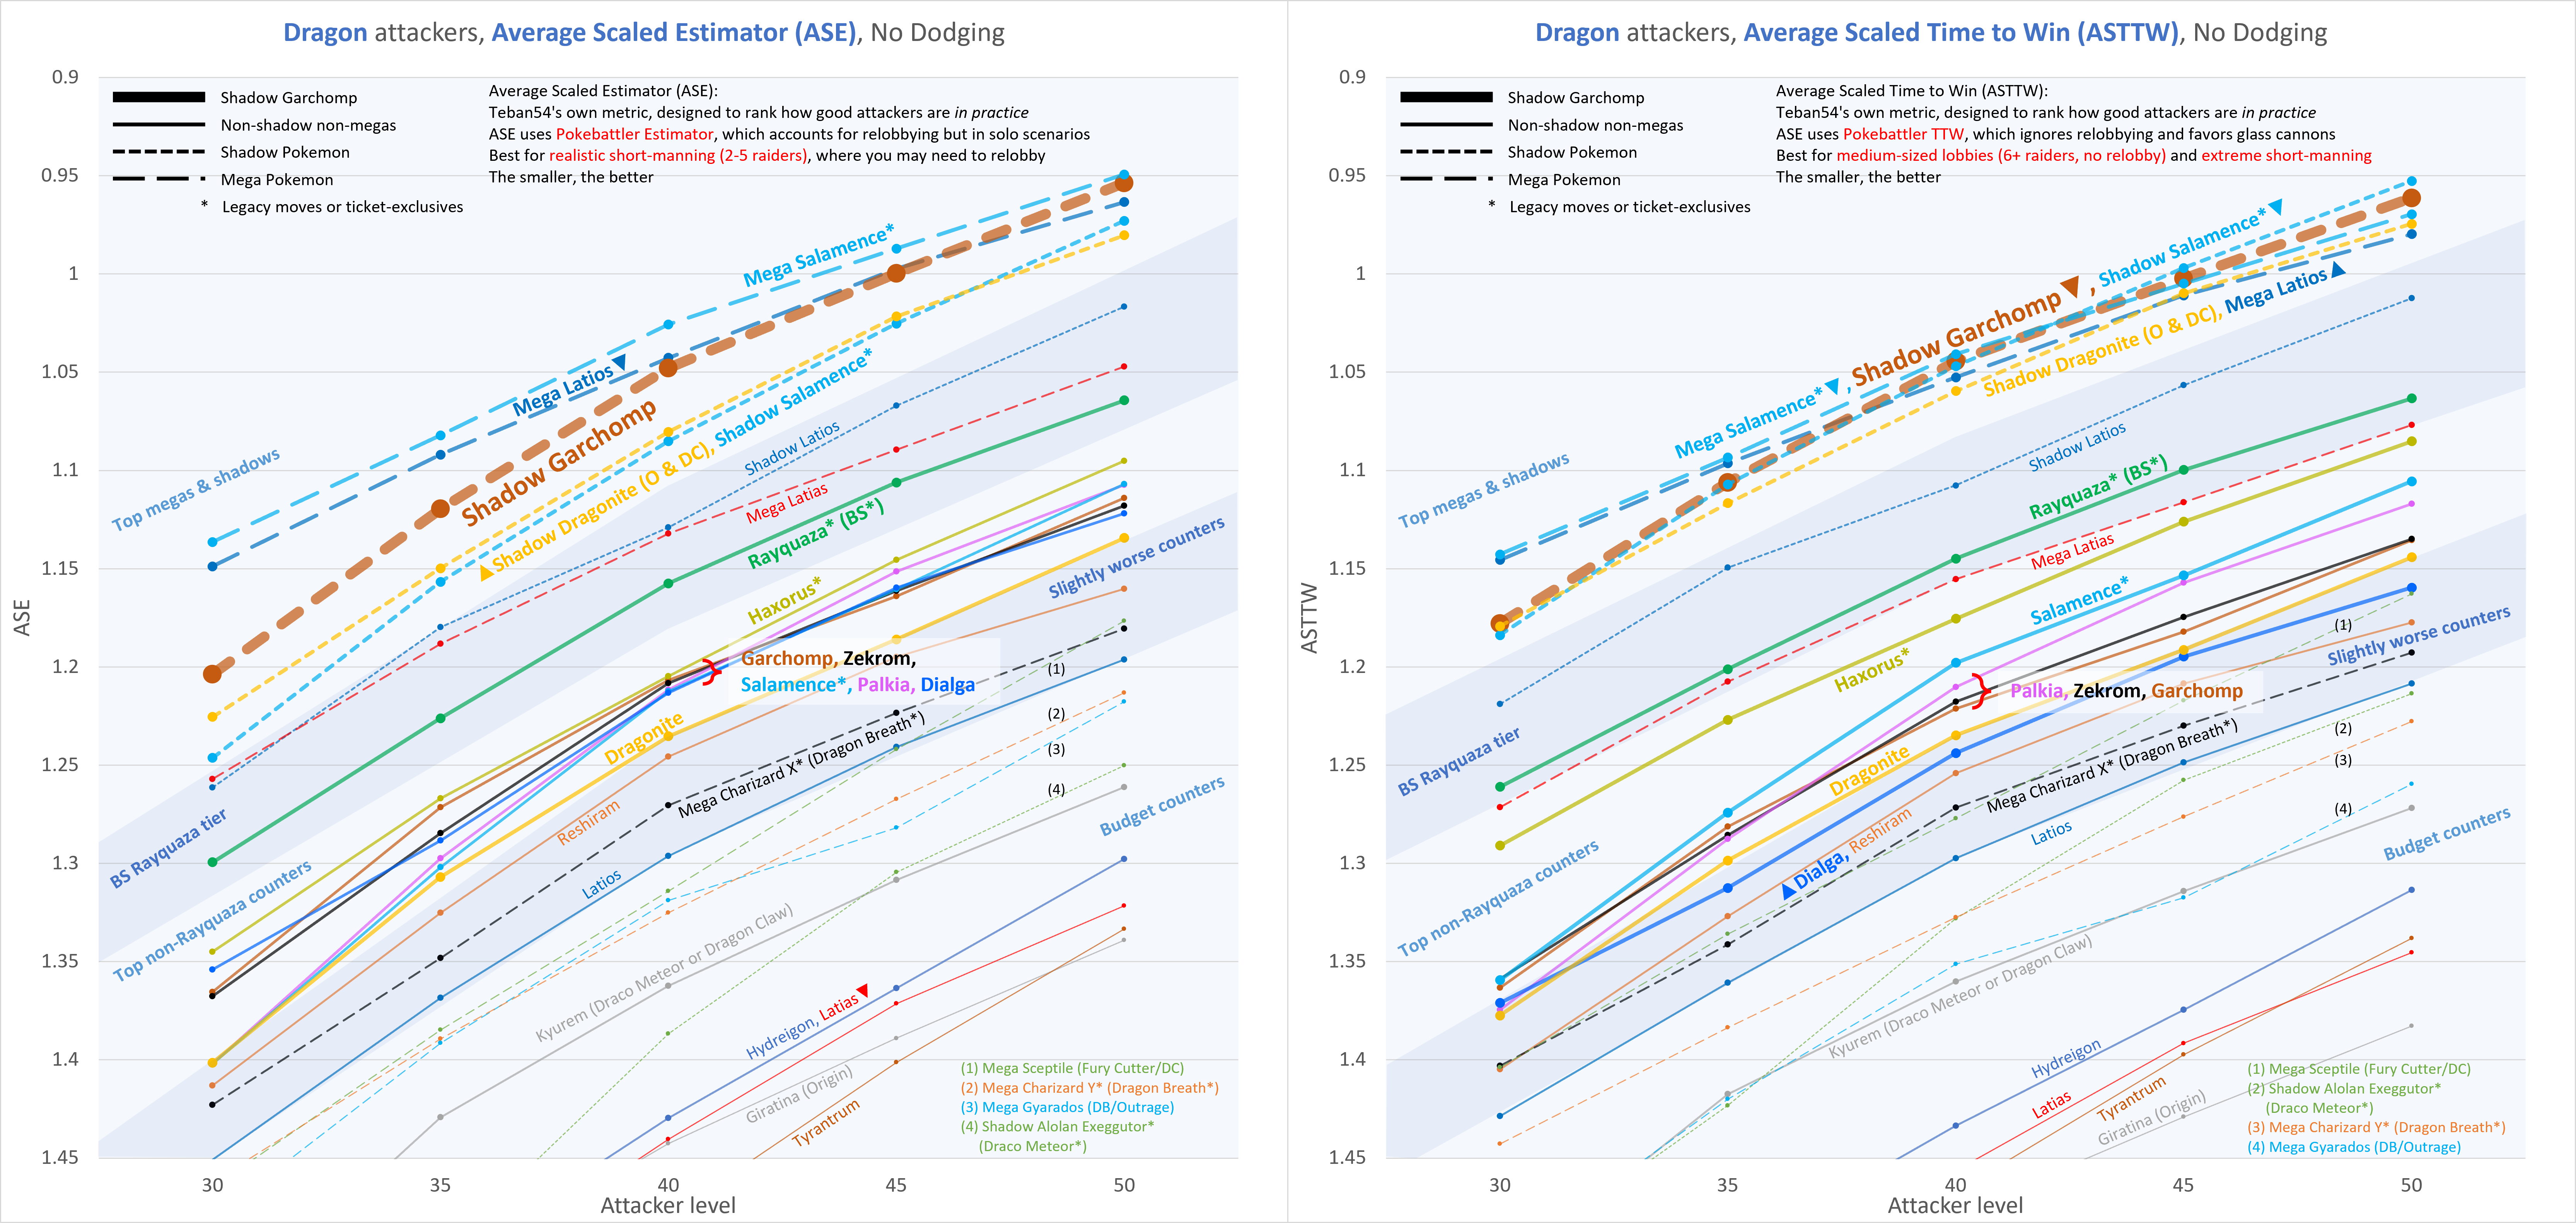 Dragon attackers, Average Scaled Estimator (ASE), No Dodging
0.9
0.95
1
1.05
1.1
1.15
1.2
1.25
1.3
1.35
1.4
1.45
ASE
30
35
40
45
50
Attacker level
Shadow Garchomp
Non-shadow non-megas
Shadow Pokemon
Mega Pokemon
* Legacy moves or ticket-exclusives
Average Scaled Estimator (ASE):
Teban54's own metric, designed to rank how good attackers are in practice
ASE uses Pokebattler Estimator, which accounts for relobbying but in solo scenarios
Best for realistic short-manning (2-5 raiders), where you may need to relobby
The smaller, the better
Mega Salamence*
Mega Latios
Shadow Garchomp
Shadow Dragonite (O & DC), Shadow Salamence*
Top megas & shadows
Shadow Latios
Mega Latias
Rayquaza* (BS*)
BS Rayquaza tier
Haxorus*
Garchomp, Zekrom,
Salamence*, Palkia, Dialga
Top non-Rayquaza counters
Dragonite
Reshiram
Mega Charizard X* (Dragon Breath*)
Latios
Slightly worse counters
(1)
(2)
(3)
(4)
Kyurem (Draco Meteor or Dragon Claw)
Budget counters
Hydreigon, Latias
Giratina (Origin)
Tyrantrum
(1) Mega Sceptile (Fury Cutter/DC)
(2) Mega Charizard Y* (Dragon Breath*)
(3) Mega Gyarados (DB/Outrage)
(4) Shadow Alolan Exeggutor*
(Draco Meteor*)
Dragon attackers, Average Scaled Time to Win (ASTTW), No Dodging
0.9
0.95
1
1.05
1.1
1.15
1.2
1.25
1.3
1.35
1.4
1.45
ASTTW
30
35
40
45
50
Attacker level
Shadow Garchomp
Non-shadow non-megas
Shadow Pokemon
Mega Pokemon
* Legacy moves or ticket-exclusives
Average Scaled Time to Win (ASTTW):
Teban54's own metric, designed to rank how good attackers are in practice
ASE uses Pokebattler TTW, which ignores relobbying and favors glass cannons
Best for medium-sized lobbies (6+ raiders, no relobby) and extreme short-manning
The smaller, the better
Mega Salamence*, Shadow Garchomp, Shadow Salamence*
Shadow Dragonite (O & DC), Mega Latios
Top megas & shadows
Shadow Latios
Rayquaza* (BS*)
Mega Latias
BS Rayquaza tier
Haxorus*
Salamence*
Palkia, Zekrom, Garchomp
Top non-Rayquaza counters
Dragonite
Dialga, Reshiram
Mega Charizard X* (Dragon Breath*)
Latios
Slightly worse counters
(1)
(2)
(3)
(4)
Kyurem (Draco Meteor or Dragon Claw)
Budget counters
Hydreigon
Latias
Tyrantrum
Giratina (Origin)
(1) Mega Sceptile (Fury Cutter/DC)
(2) Shadow Alolan Exeggutor*
(Draco Meteor*)
(3) Mega Charizard Y* (Dragon Breath*)
(4) Mega Gyarados (DB/Outrage)